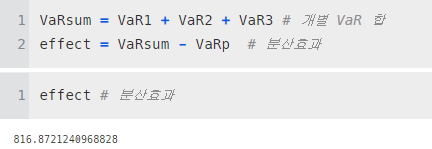 1 VaRsum = VaR1 + VaR2 + VaR3 # 개별 VaR 합
2 effect = VaRsum - VaRp # 분산효과
1 effect # 분산효과
816.8721240968828